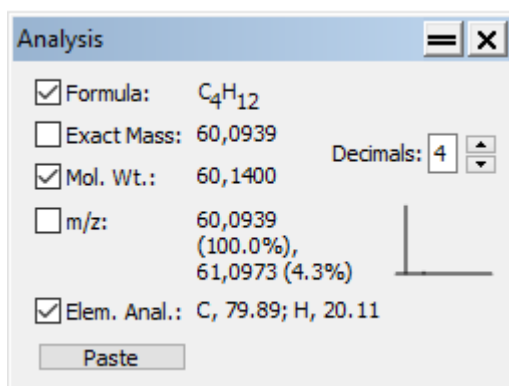 Analysis
Formula: C₄H₁₂
Exact Mass: 60,0939
Decimals: 4
Mol. Wt.: 60,1400
m/z: 60,0939
(100.0%),
61,0973 (4.3%)
Elem. Anal.: C, 79.89; H, 20.11
Paste